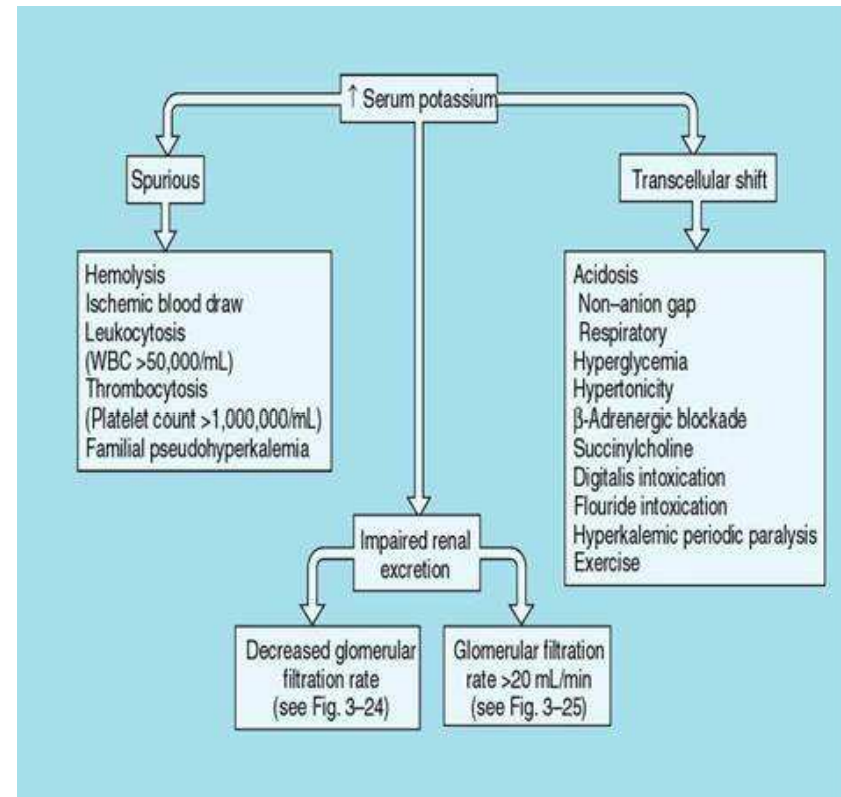 ↑ Serum potassium
Spurious
Transcellular shift
Hemolysis
Ischemic blood draw
Leukocytosis
(WBC >50,000/mL)
Thrombocytosis
(Platelet count >1,000,000/mL)
Familial pseudohyperkalemia
Acidosis
Non–anion gap
Respiratory
Hyperglycemia
Hypertonicity
β-Adrenergic blockade
Succinylcholine
Digitalis intoxication
Flouride intoxication
Hyperkalemic periodic paralysis
Exercise
Impaired renal
excretion
Decreased glomerular
filtration rate
(see Fig. 3–24)
Glomerular filtration
rate >20 mL/min
(see Fig. 3–25)